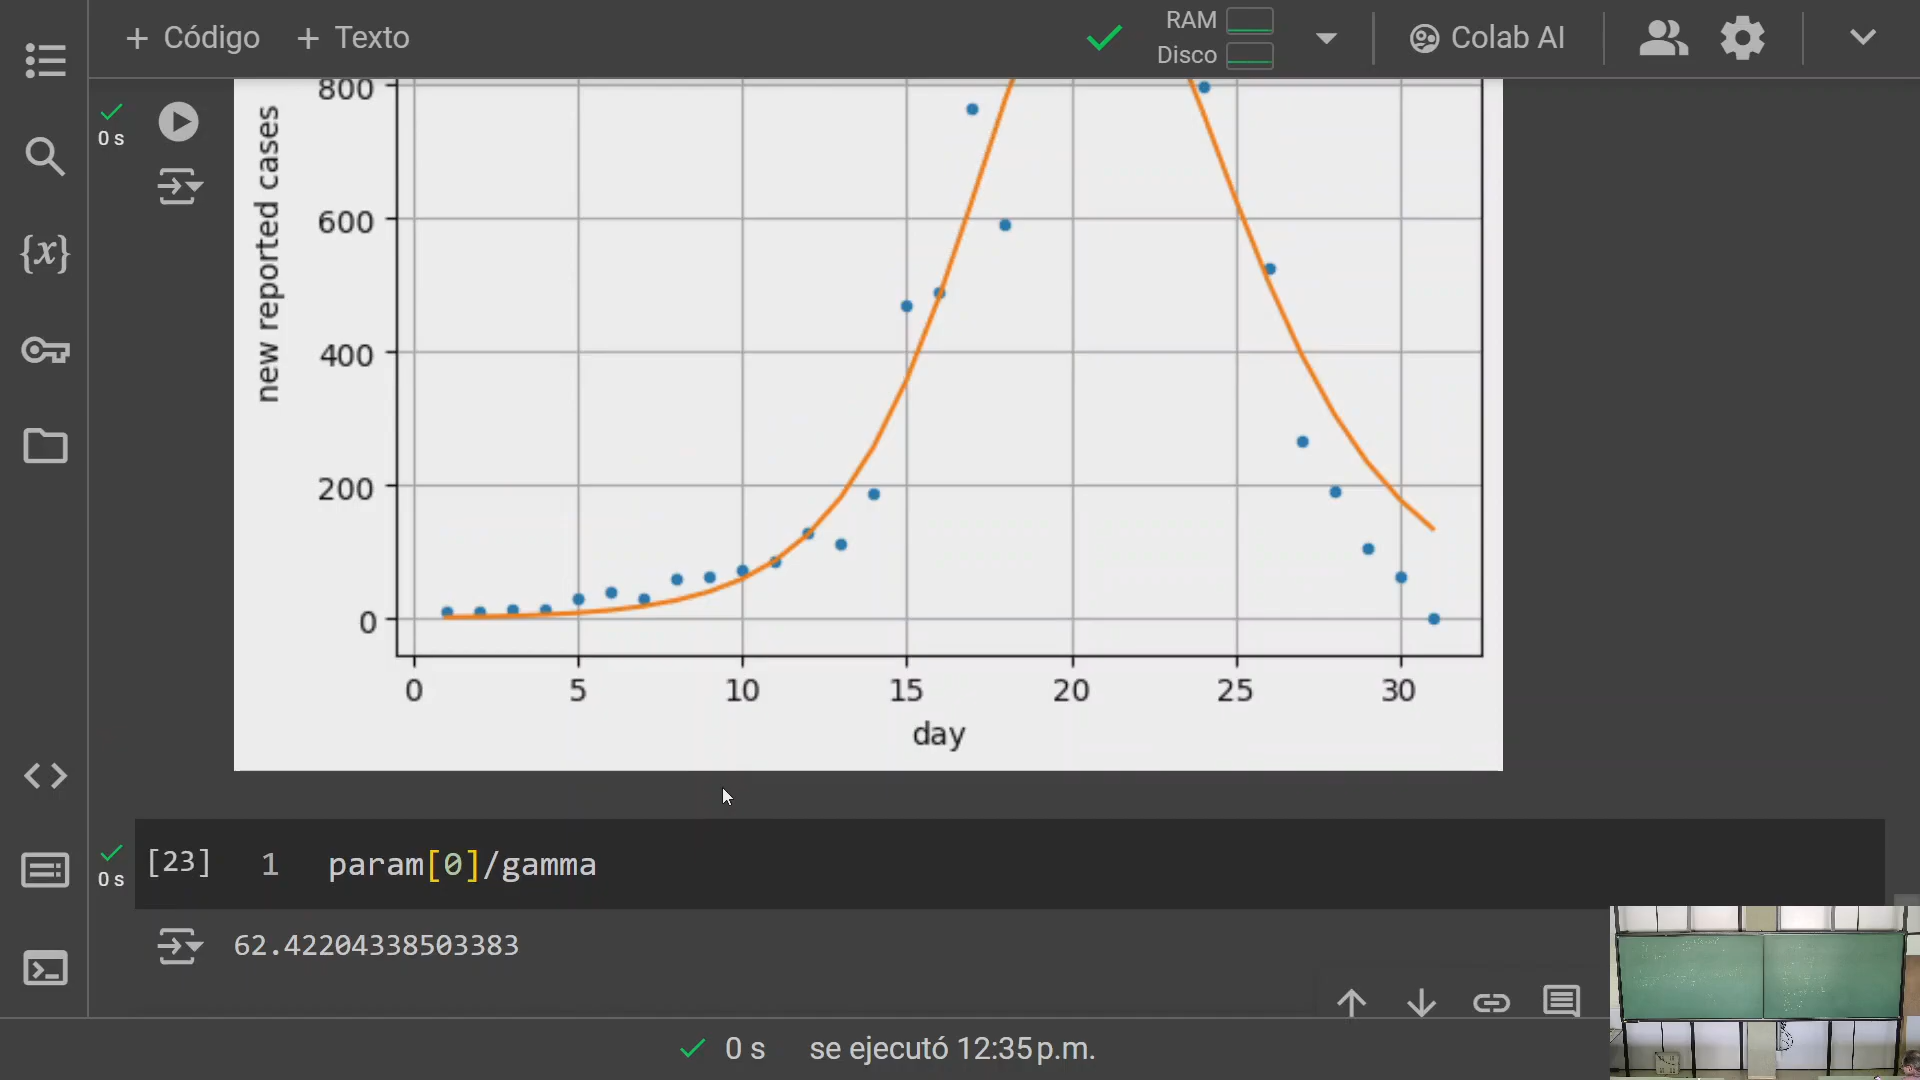 + Código + Texto
RAM
Disco
Colab AI
{x}
0 s
new reported cases
800
600
400
200
0
0 5 10 15 20 25 30
day
0 s
[23] 1 param[0]/gamma
62.42204338503383
0 s se ejecutó 12:35 p.m.